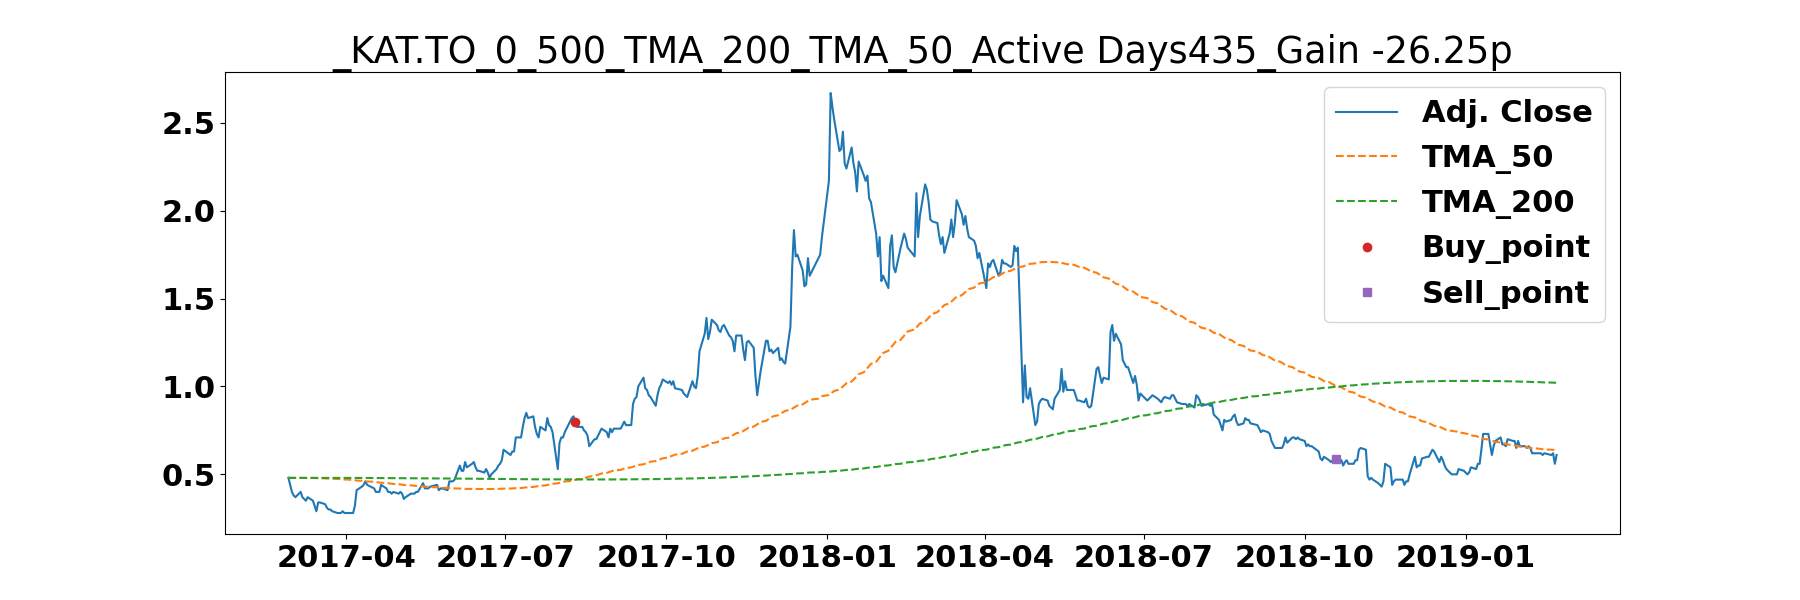 _KAT.TO_0_500_TMA_200_TMA_50_Active Days435_Gain -26.25p
2.5
2.0
1.5
1.0
0.5
Adj. Close
TMA_50
TMA_200
Buy_point
Sell_point
2017-04 2017-07 2017-10 2018-01 2018-04 2018-07 2018-10 2019-01